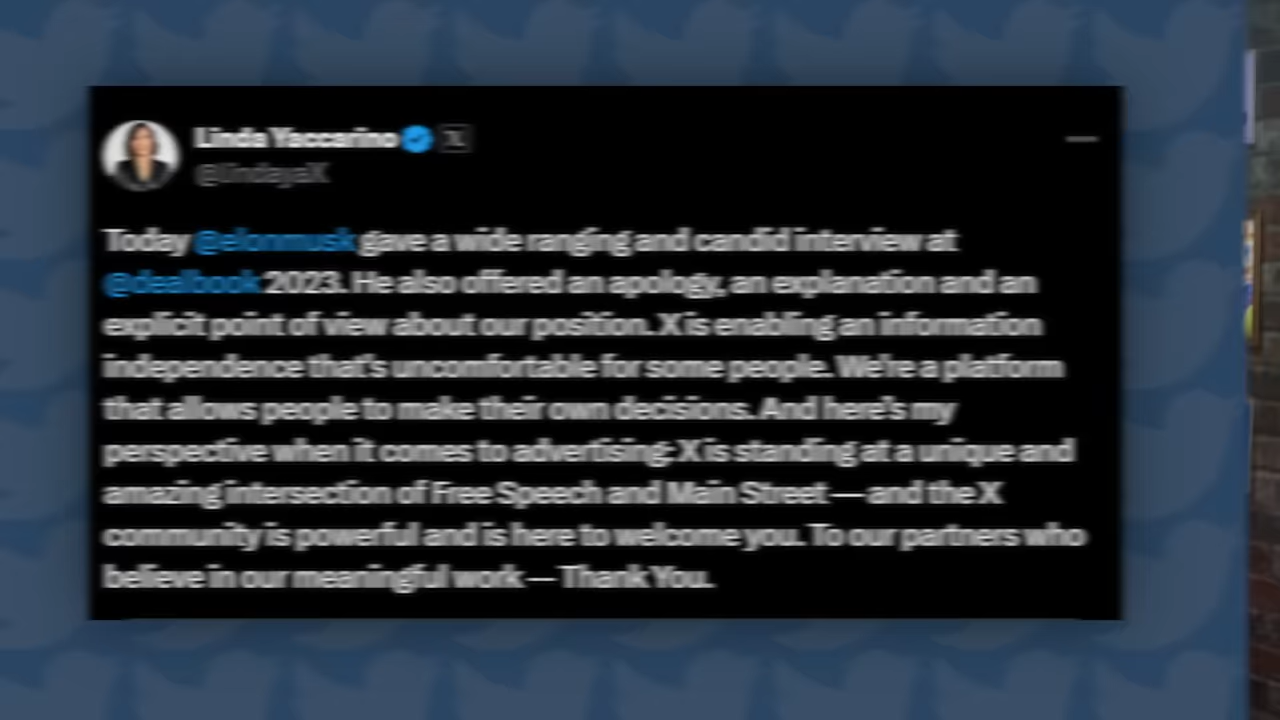 Linda Yaccarino X
@lindayaX
Today @elonmusk gave a wide ranging and candid interview at
@dealbook 2023. He also offered an apology, an explanation and an
explicit point of view about our position. X is enabling an information
independence that's uncomfortable for some people. We're a platform
that allows people to make their own decisions. And here's my
perspective when it comes to advertising: X is standing at a unique and
amazing intersection of Free Speech and Main Street — and the X
community is powerful and is here to welcome you. To our partners who
believe in our meaningful work — Thank You.